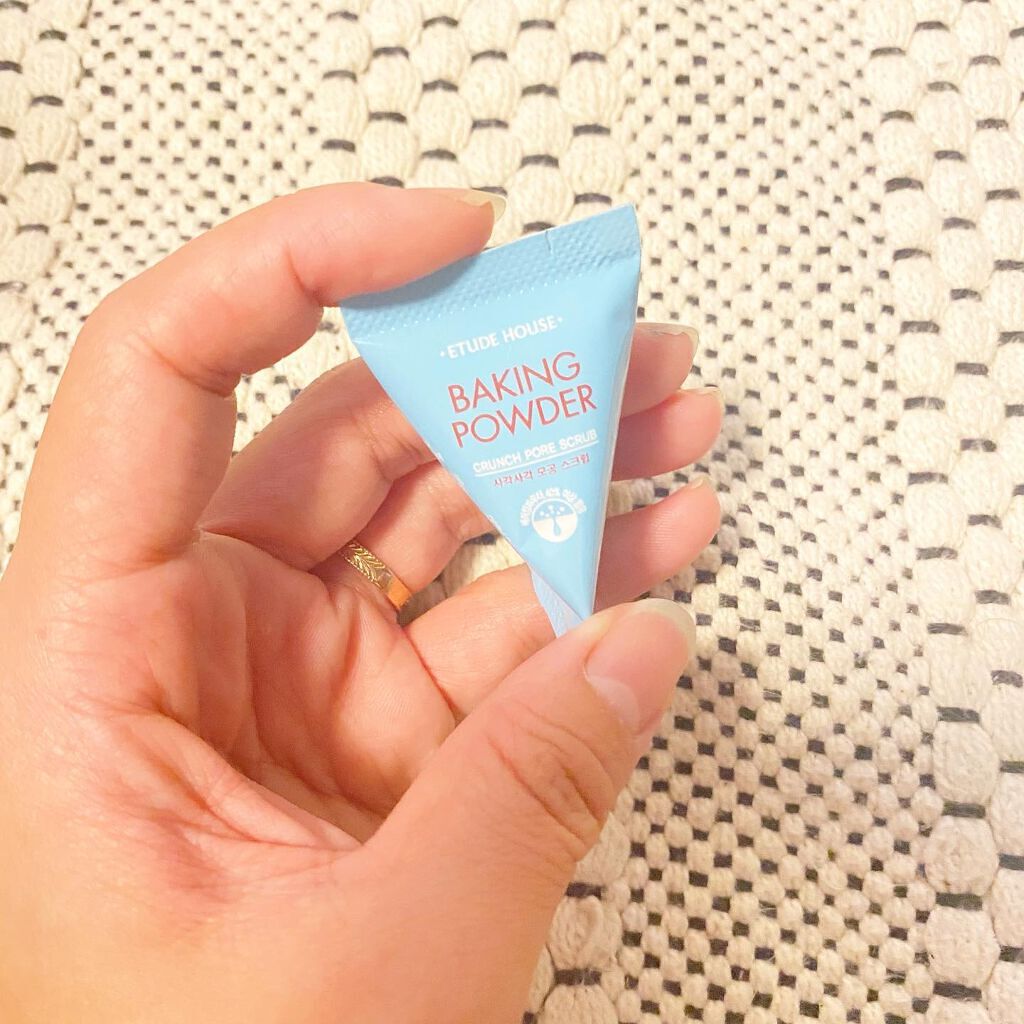 ·ETUDE HOUSE·
BAKING
POWDER
CRUNCH PORE SCRUB
사각사각 모공 스크럽